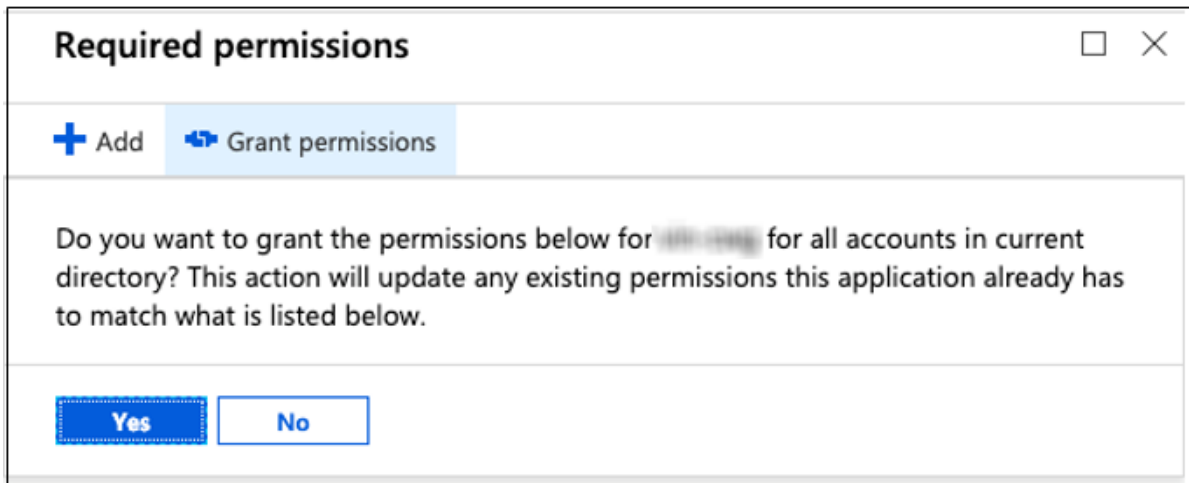 Required permissions
Add Grant permissions
Do you want to grant the permissions below for for all accounts in current
directory? This action will update any existing permissions this application already has
to match what is listed below.
Yes No